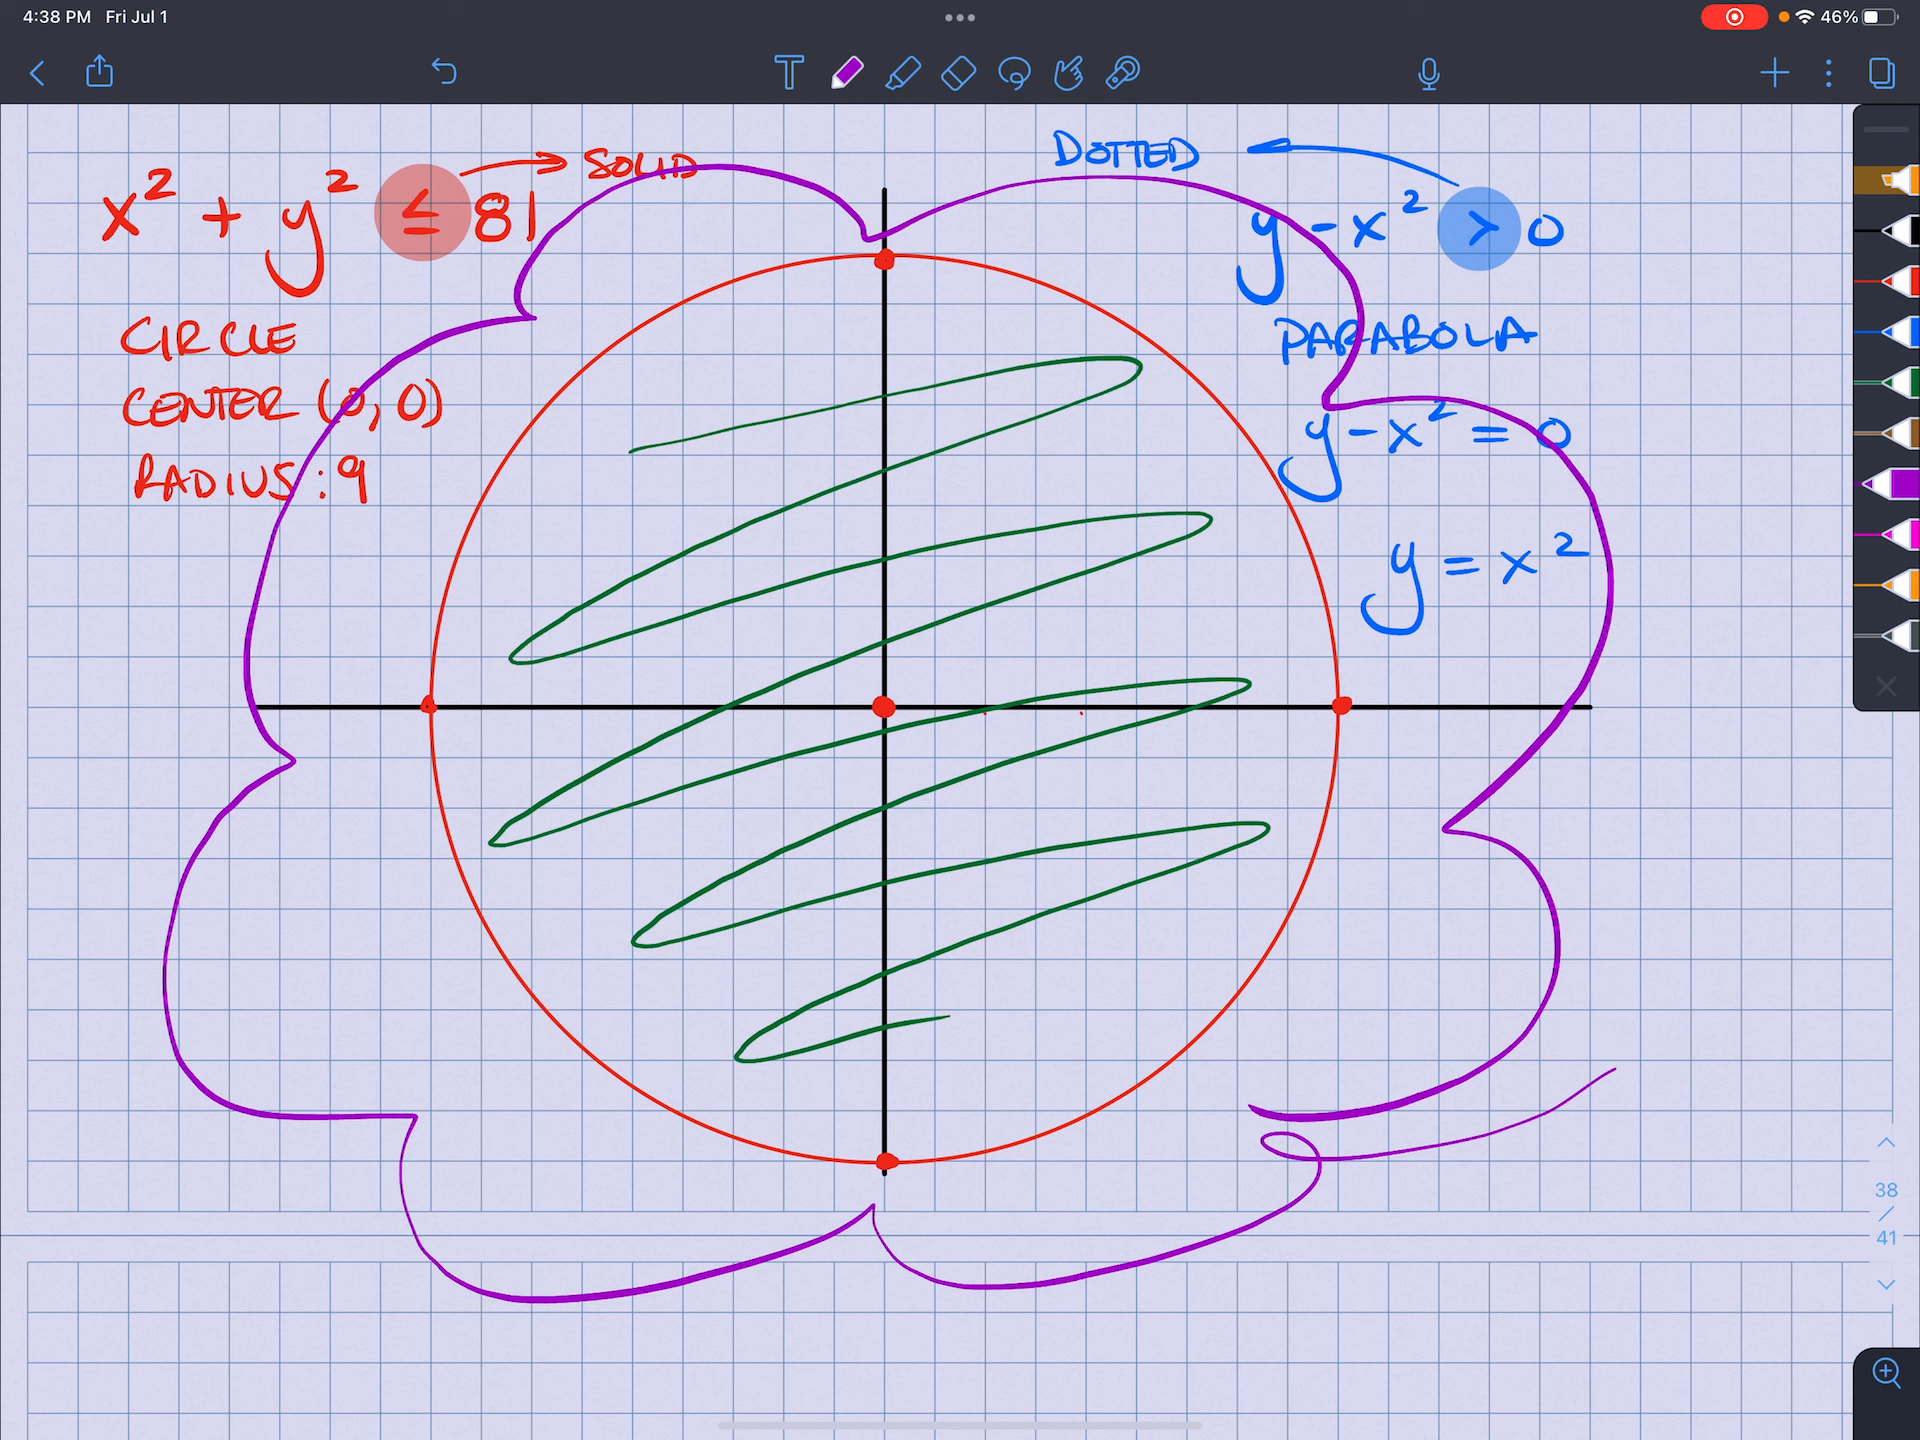 4:38 PM Fri Jul 1
46%
x² + y² ≤ 81
SOLID
CIRCLE
CENTER (0,0)
RADIUS: 9
DOTTED
y - x² > 0
PARABOLA
y - x² = 0
y = x²
38
/
41